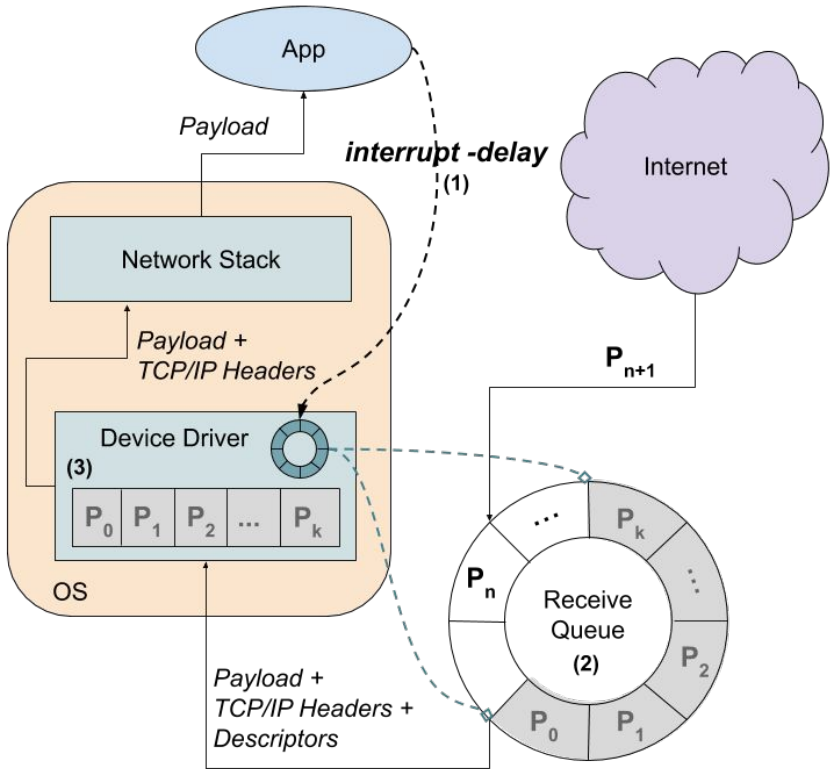 App
Payload
interrupt -delay
(1)
Internet
Network Stack
Payload +
TCP/IP Headers
Pn+1
Device Driver
(3)
P0 P1 P2 ... Pk
OS
... Pk
Pn
...
Receive
Queue
(2)
P2
P0 P1
Payload +
TCP/IP Headers +
Descriptors